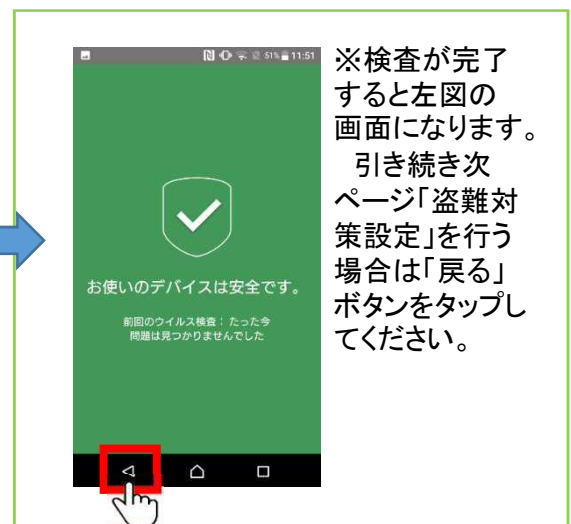 51% 11:51
お使いのデバイスは安全です。
前回のウイルス検査：たった今
問題は見つかりませんでした
※検査が完了
すると左図の
画面になります。
引き続き次
ページ「盗難対
策設定」を行う
場合は「戻る」
ボタンをタップし
てください。